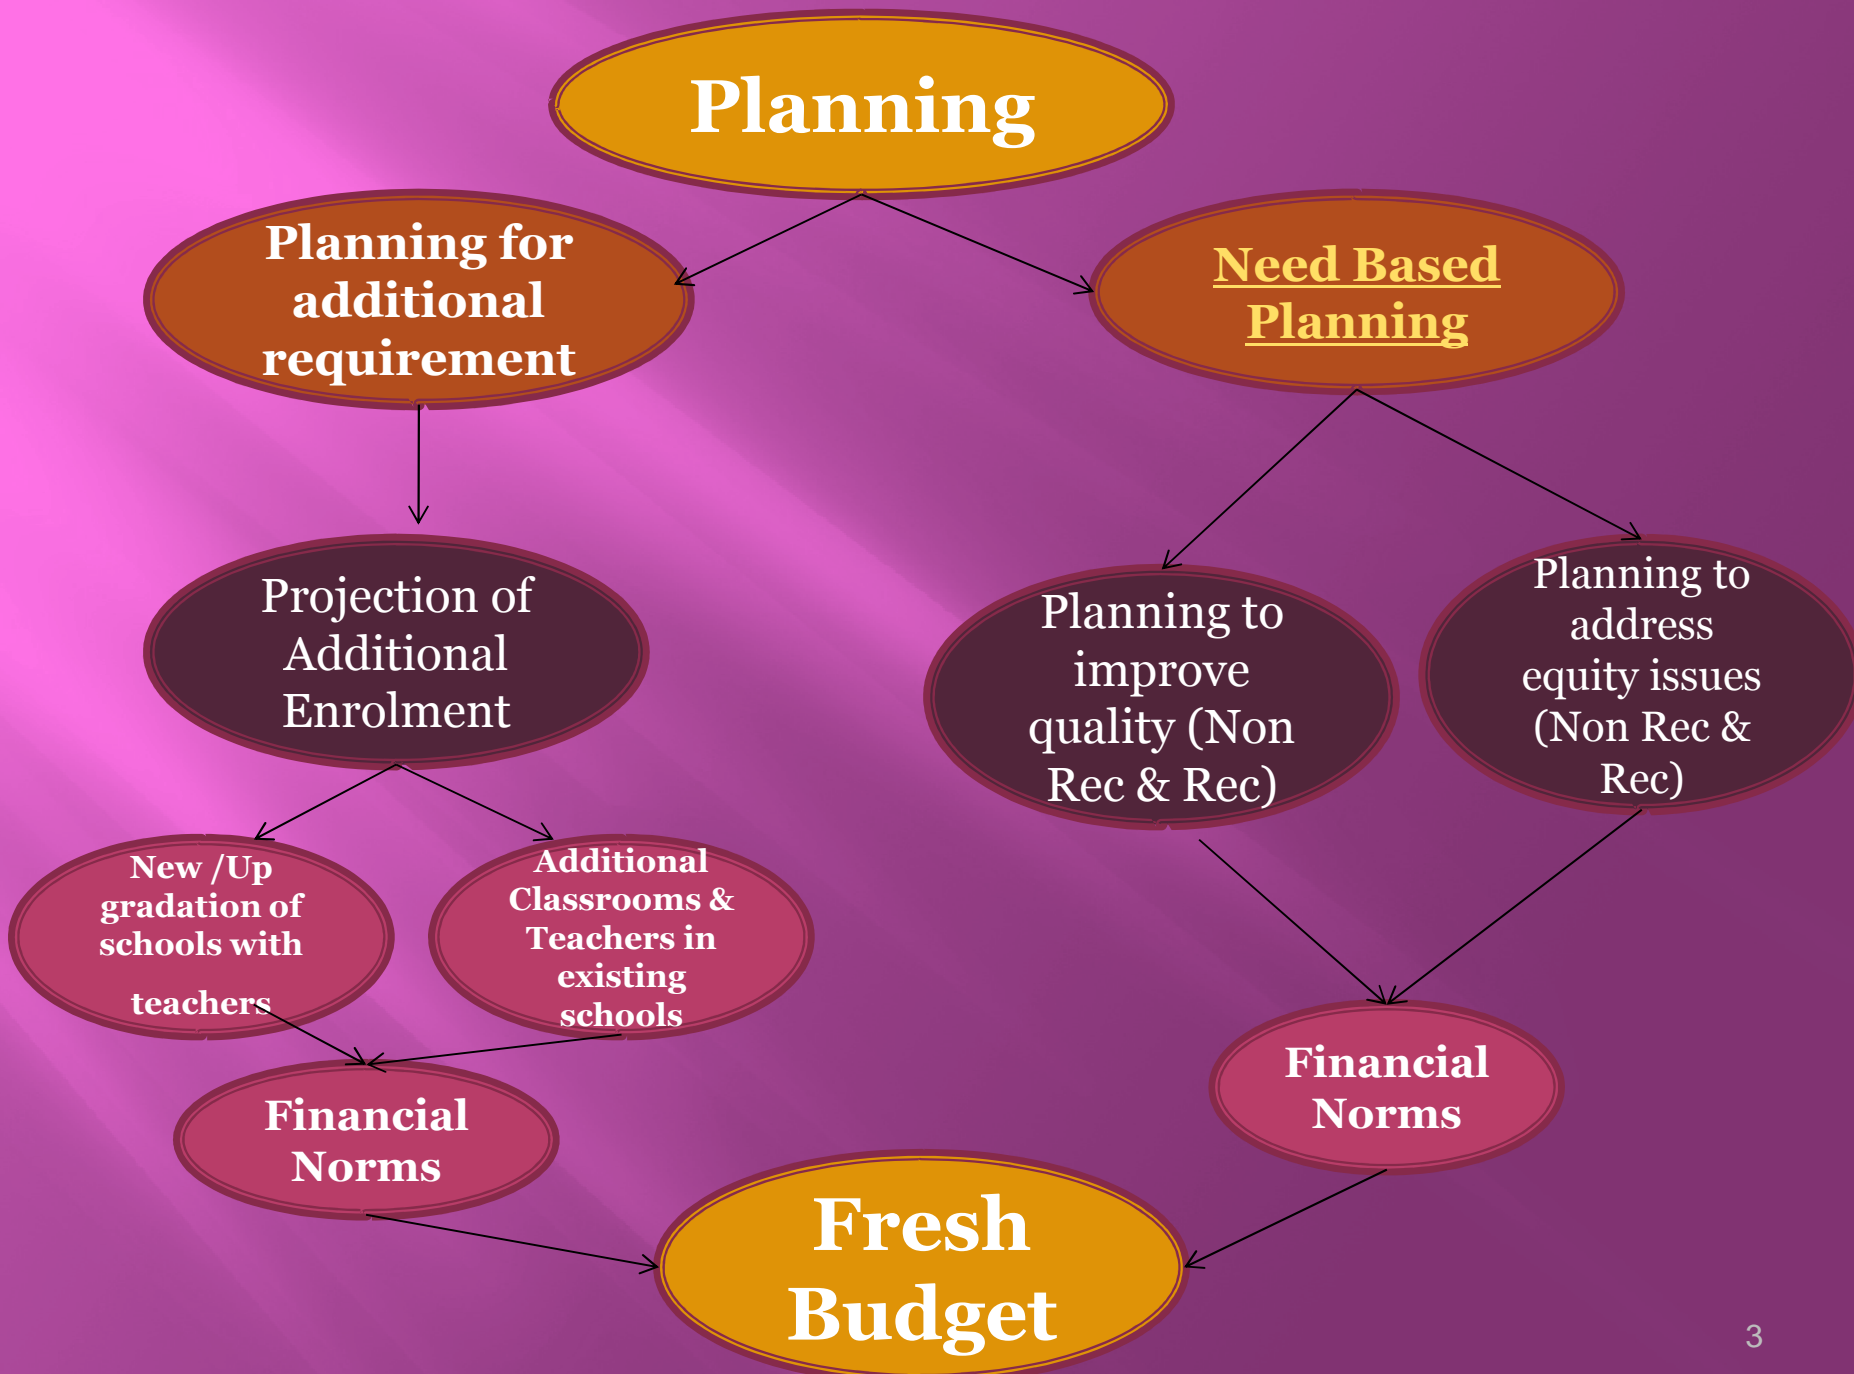 Planning
Planning for
additional
requirement
Need Based
Planning
Projection of
Additional
Enrolment
Planning to
improve
quality (Non
Rec & Rec)
Planning to
address
equity issues
(Non Rec &
Rec)
New /Up
gradation of
schools with
teachers
Additional
Classrooms &
Teachers in
existing
schools
Financial
Norms
Financial
Norms
Fresh
Budget
3